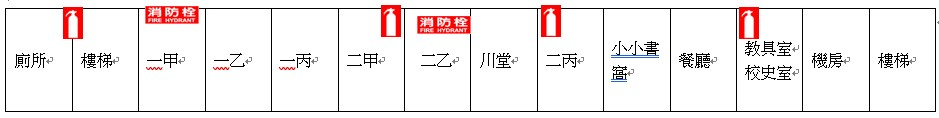 消防栓
FIRE HYDRANT
消防栓
FIRE HYDRANT
廁所
樓梯
一甲
一乙
一丙
二甲
二乙
川堂
二丙
小小書
窩
餐廳
教具室
校史室
機房
樓梯